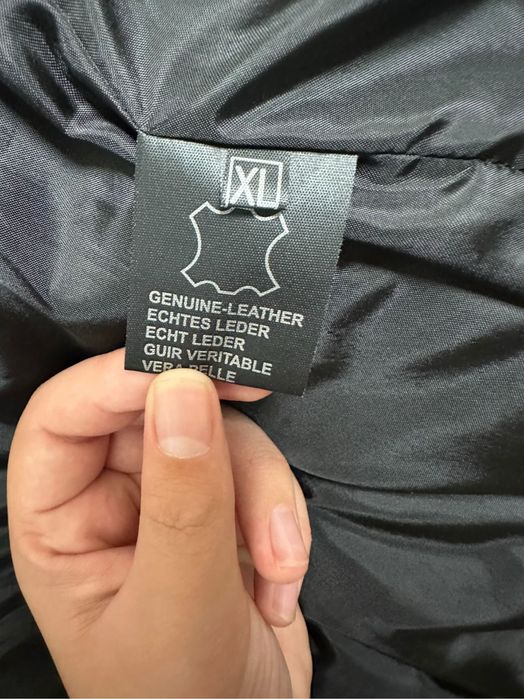 XL
GENUINE-LEATHER
ECHTES LEDER
ECHT LEDER
GUIR VERITABLE
VERA PELLE